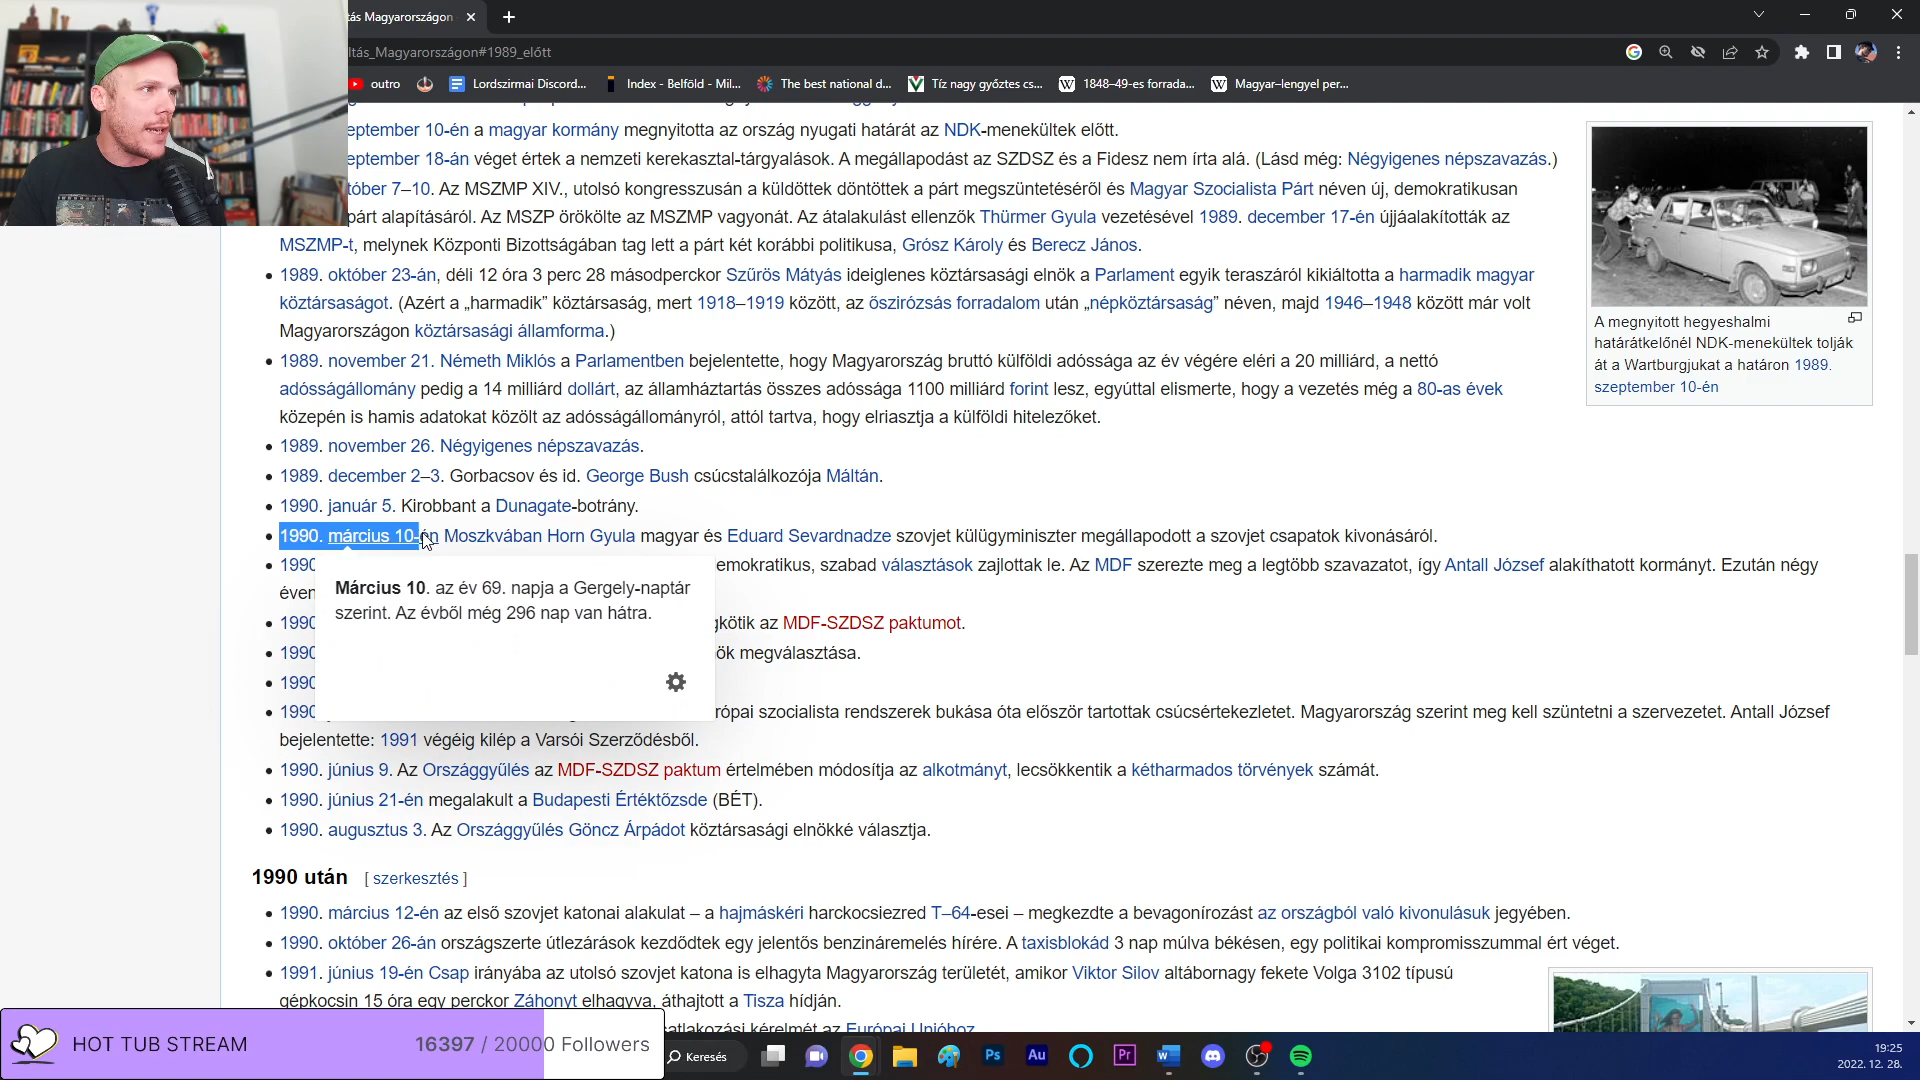 ás Magyarországon
ltás_Magyarországon#1989_előtt
outro
Lordszirmai Discord...
Index - Belföld - Mil...
The best national d...
Tíz nagy győztes cs...
1848–49-es forrada...
Magyar–lengyel per...
eptember 10-én a magyar kormány megnyitotta az ország nyugati határát az NDK-menekültek előtt.
eptember 18-án véget értek a nemzeti kerekasztal-tárgyalások. A megállapodást az SZDSZ és a Fidesz nem írta alá. (Lásd még: Négyigenes népszavazás.)
tóber 7–10. Az MSZMP XIV., utolsó kongresszusán a küldöttek döntöttek a párt megszüntetéséről és Magyar Szocialista Párt néven új, demokratikusan
párt alapításáról. Az MSZP örökölte az MSZMP vagyonát. Az átalakulást ellenzők Thürmer Gyula vezetésével 1989. december 17-én újjáalakították az
MSZMP-t, melynek Központi Bizottságában tag lett a párt két korábbi politikusa, Grósz Károly és Berecz János.
1989. október 23-án, déli 12 óra 3 perc 28 másodperckor Szűrös Mátyás ideiglenes köztársasági elnök a Parlament egyik teraszáról kikiáltotta a harmadik magyar
köztársaságot. (Azért a „harmadik” köztársaság, mert 1918–1919 között, az őszirózsás forradalom után „népköztársaság” néven, majd 1946–1948 között már volt
Magyarországon köztársasági államforma.)
1989. november 21. Németh Miklós a Parlamentben bejelentette, hogy Magyarország bruttó külföldi adóssága az év végére eléri a 20 milliárd, a nettó
adósságállomány pedig a 14 milliárd dollárt, az államháztartás összes adóssága 1100 milliárd forint lesz, egyúttal elismerte, hogy a vezetés még a 80-as évek
közepén is hamis adatokat közölt az adósságállományról, attól tartva, hogy elriasztja a külföldi hitelezőket.
1989. november 26. Négyigenes népszavazás.
1989. december 2–3. Gorbacsov és id. George Bush csúcstalálkozója Máltán.
1990. január 5. Kirobbant a Dunagate-botrány.
1990. március 10-én Moszkvában Horn Gyula magyar és Eduard Sevardnadze szovjet külügyminiszter megállapodott a szovjet csapatok kivonásáról.
1990 emokratikus, szabad választások zajlottak le. Az MDF szerezte meg a legtöbb szavazatot, így Antall József alakíthatott kormányt. Ezután négy
éven
1990 gkötik az MDF-SZDSZ paktumot.
1990 ök megválasztása.
1990
1990. rópai szocialista rendszerek bukása óta először tartottak csúcsértekezletet. Magyarország szerint meg kell szüntetni a szervezetet. Antall József
bejelentette: 1991 végéig kilép a Varsói Szerződésből.
1990. június 9. Az Országgyűlés az MDF-SZDSZ paktum értelmében módosítja az alkotmányt, lecsökkentik a kétharmados törvények számát.
1990. június 21-én megalakult a Budapesti Értéktőzsde (BÉT).
1990. augusztus 3. Az Országgyűlés Göncz Árpádot köztársasági elnökké választja.
Március 10. az év 69. napja a Gergely-naptár
szerint. Az évből még 296 nap van hátra.
A megnyitott hegyeshalmi
határátkelőnél NDK-menekültek tolják
át a Wartburgjukat a határon 1989.
szeptember 10-én
1990 után [ szerkesztés ]
1990. március 12-én az első szovjet katonai alakulat – a hajmáskéri harckocsiezred T–64-esei – megkezdte a bevagonírozást az országból való kivonulásuk jegyében.
1990. október 26-án országszerte útlezárások kezdődtek egy jelentős benzináremelés hírére. A taxisblokád 3 nap múlva békésen, egy politikai kompromisszummal ért véget.
1991. június 19-én Csap irányába az utolsó szovjet katona is elhagyta Magyarország területét, amikor Viktor Silov altábornagy fekete Volga 3102 típusú
gépkocsin 15 óra egy perckor Záhonyt elhagyva, áthajtott a Tisza hídján.
satlakozási kérelmét az Európai Unióhoz
HOT TUB STREAM 16397 / 20000 Followers
Keresés
Ps
Au
Pr
W
19:25
2022. 12. 28.